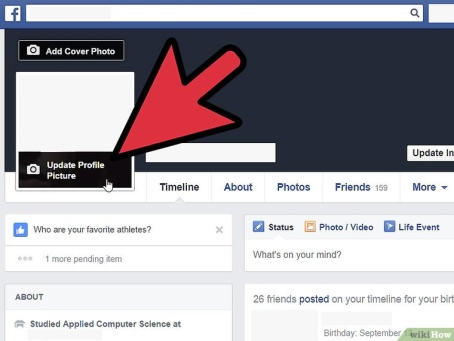 f
Add Cover Photo
Update Profile
Picture
Update In
Timeline
About
Photos
Friends 159
More
Who are your favorite athletes?
1 more pending item
Status
Photo / Video
Life Event
What's on your mind?
ABOUT
Studied Applied Computer Science at
26 friends posted on your timeline for your birt
Birthday: September
wikiHow